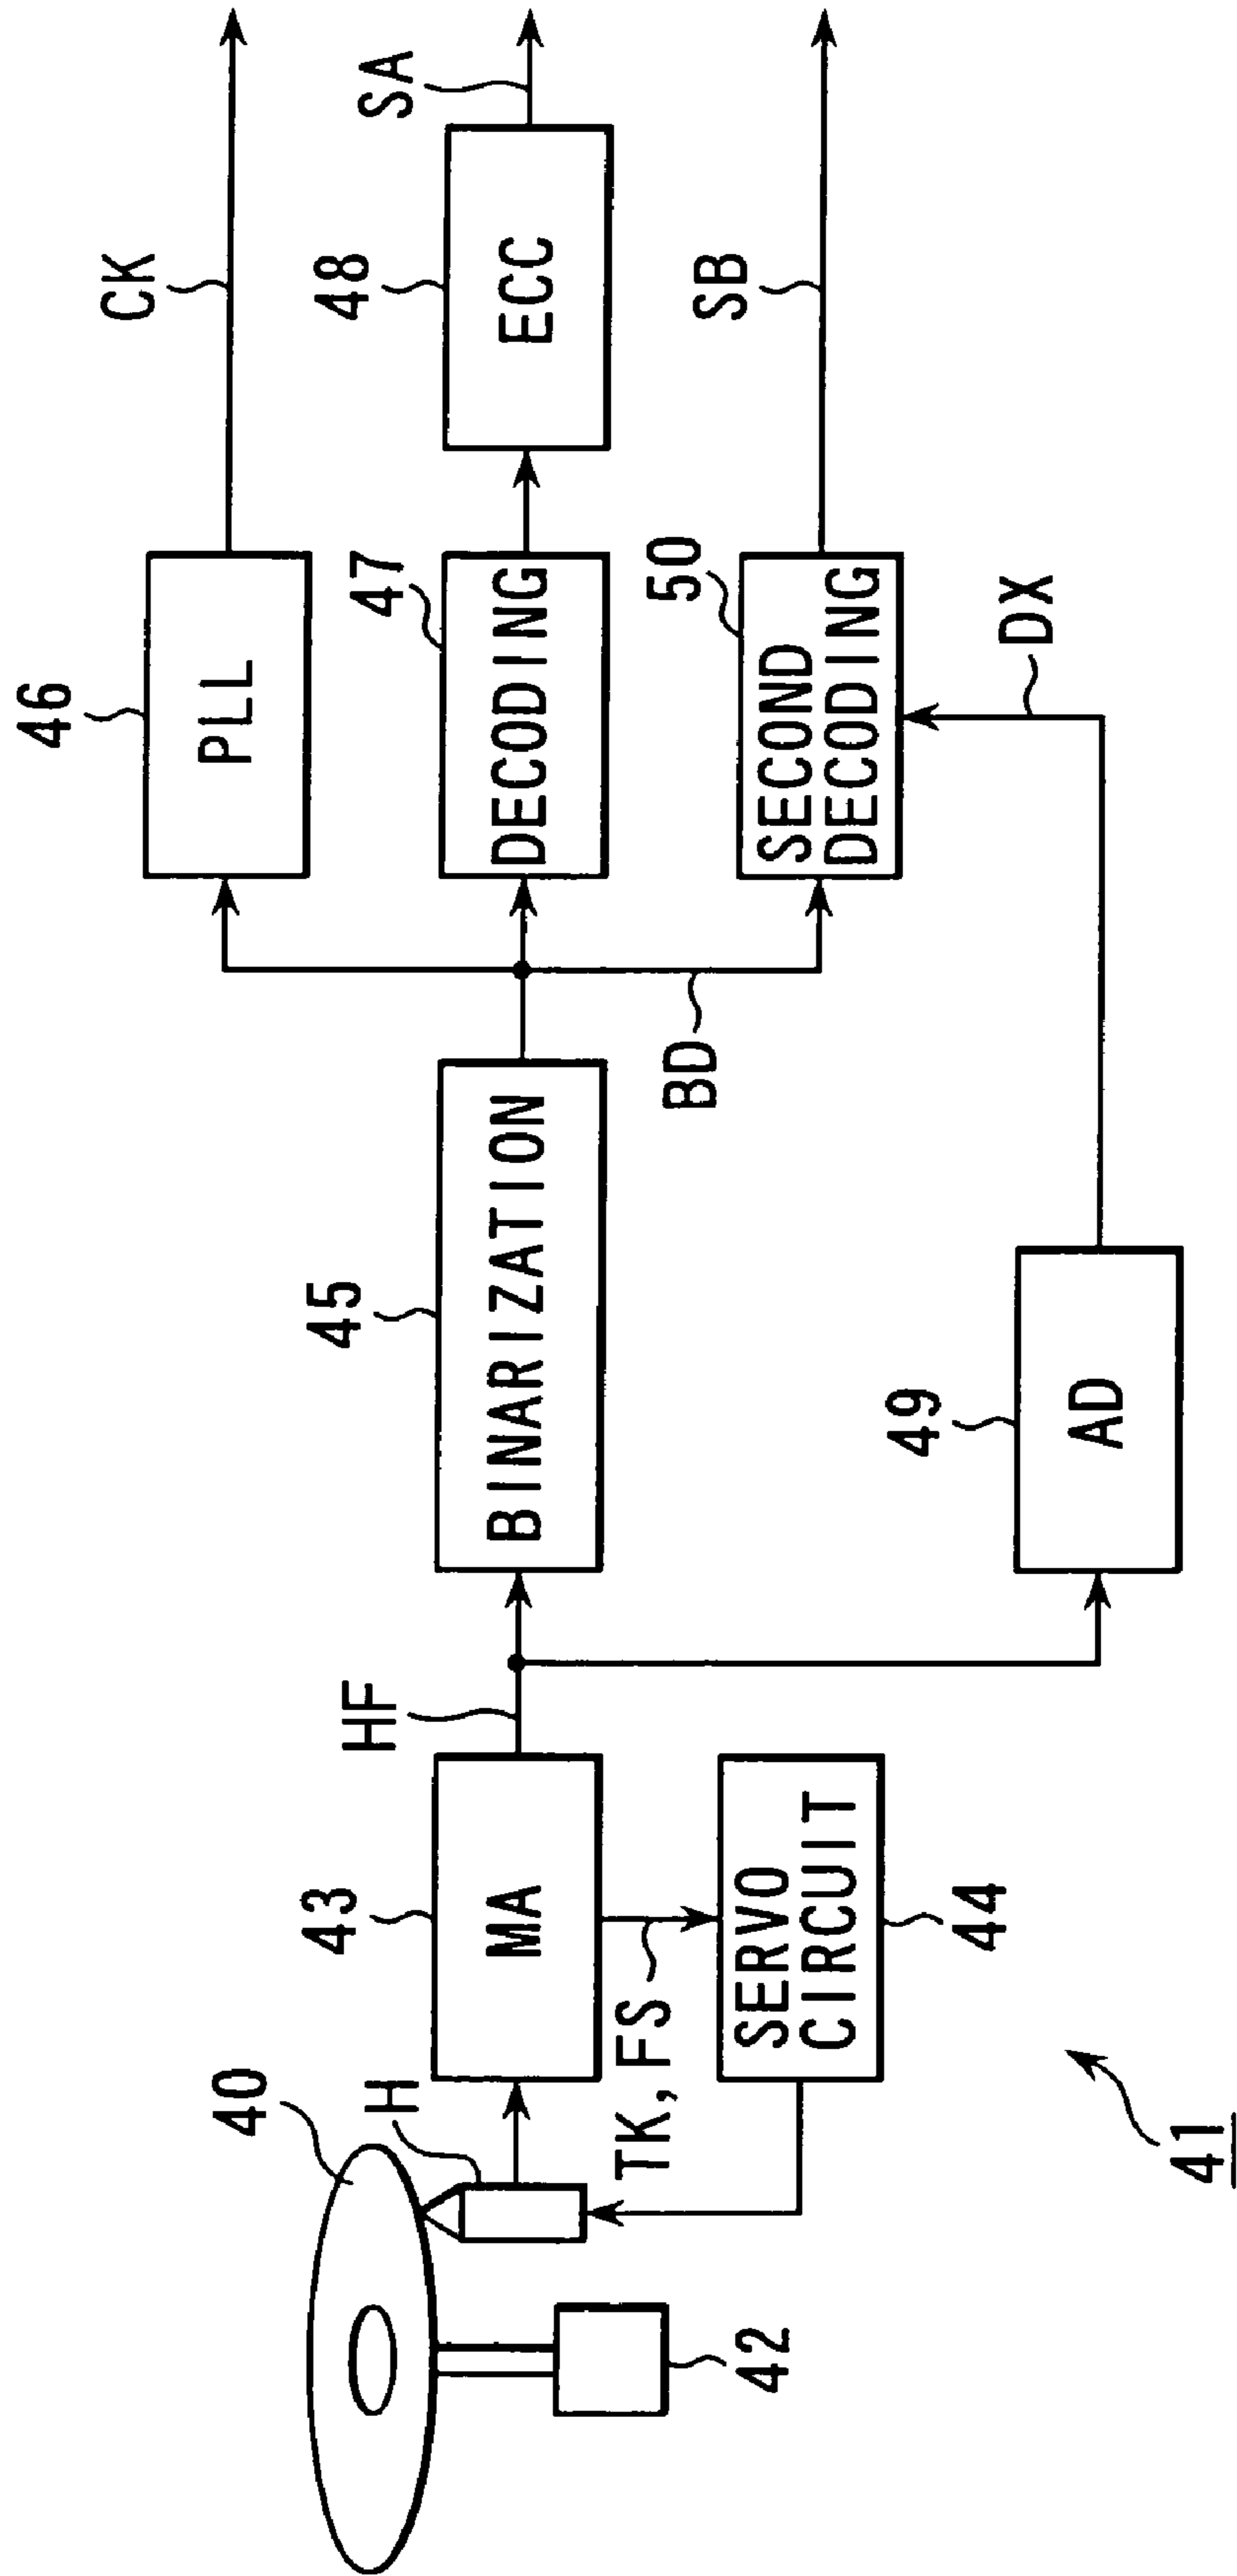 40
H
42
43
MA
TK, FS
SERVO
CIRCUIT
44
41
HF
45
BINARIZATION
49
AD
BD
46
PLL
CK
47
DECODING
48
ECC
SA
50
SECOND
DECODING
SB
DX